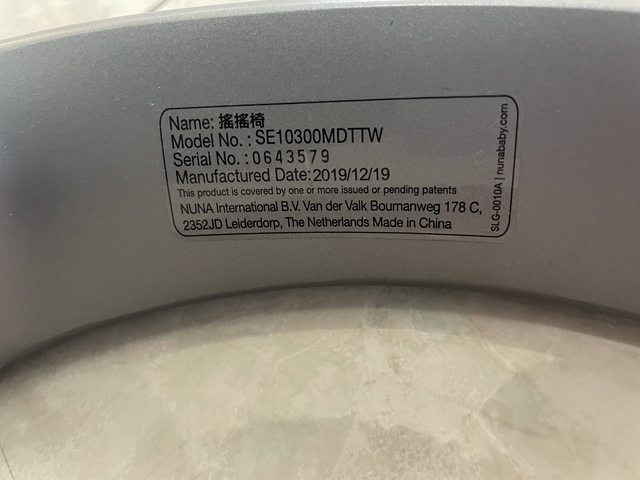 Name: 搖搖椅
Model No. : SE10300MDTTW
Serial No. : 0643579
Manufactured Date: 2019/12/19
This product is covered by one or more issued or pending patents
NUNA International B.V. Van der Valk Boumanweg 178 C,
2352JD Leiderdorp, The Netherlands Made in China
SLG-0010A | nunababy.com